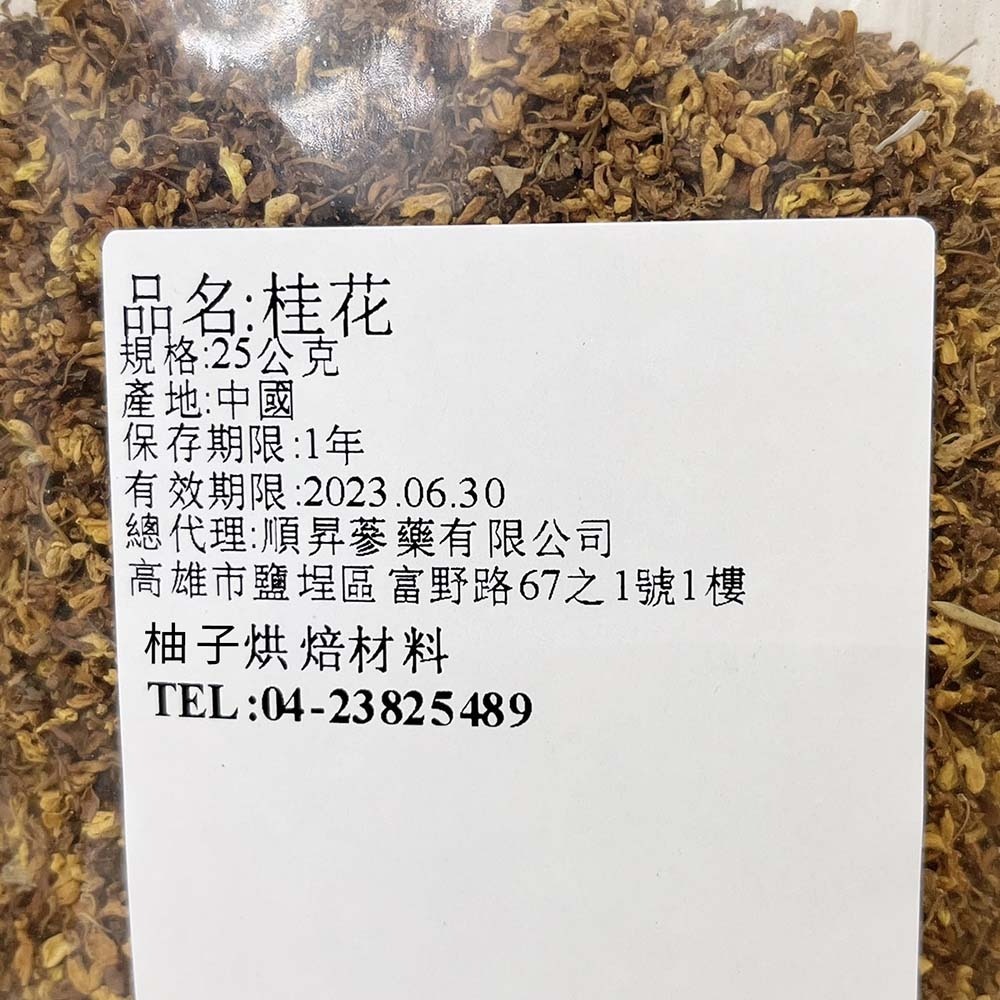 品名:桂花
規格:25公克
產地:中國
保存期限:1年
有效期限:2023.06.30
總代理:順昇蔘藥有限公司
高雄市鹽埕區富野路67之1號1樓
柚子烘焙材料
TEL:04-23825489